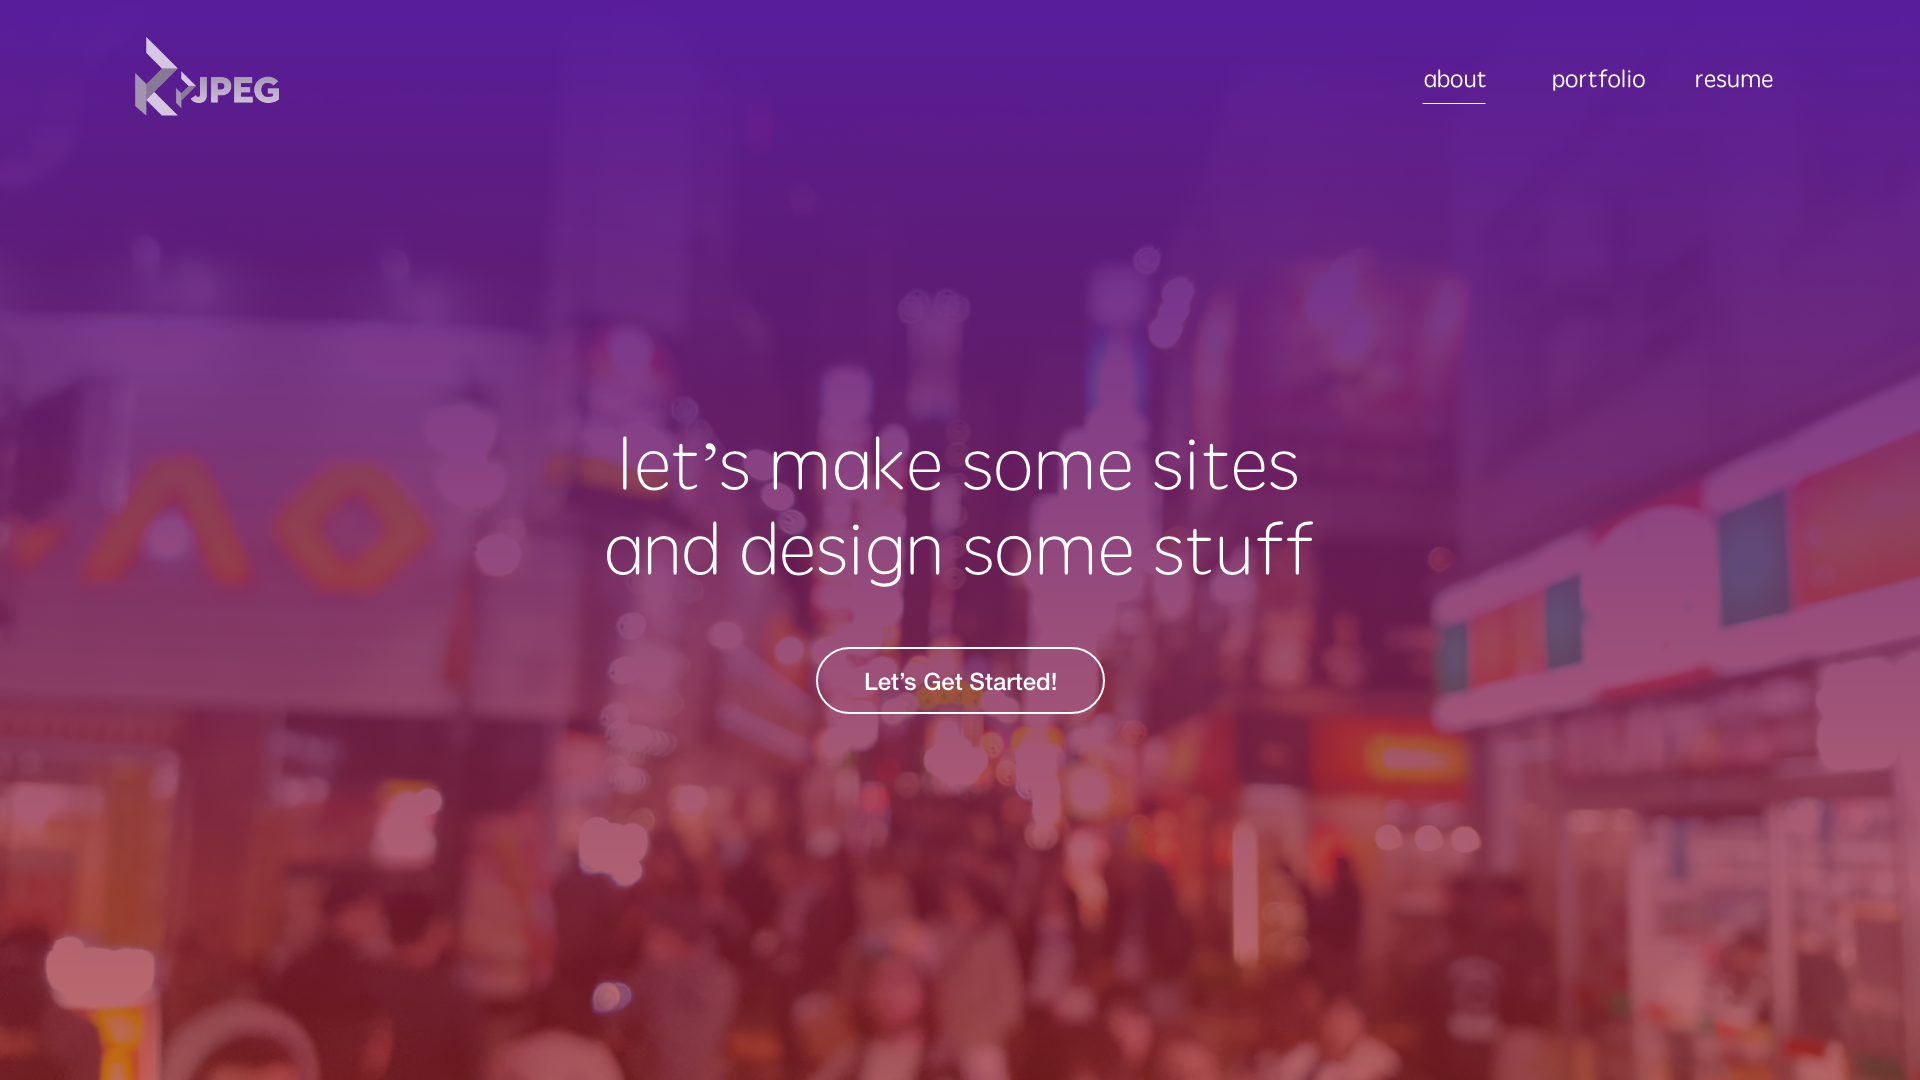 JPEG
about
portfolio
resume
let’s make some sites
and design some stuff
Let’s Get Started!